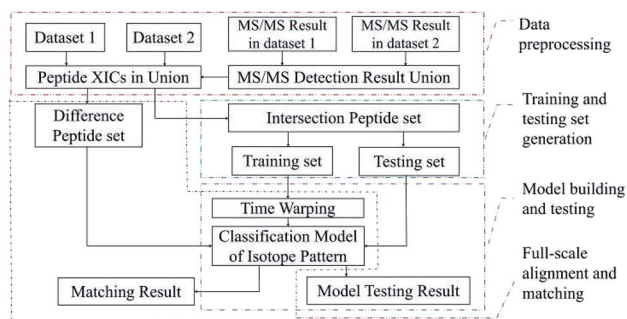 Dataset 1
Dataset 2
MS/MS Result
in dataset 1
MS/MS Result
in dataset 2
Data
preprocessing
Peptide XICs in Union
MS/MS Detection Result Union
Difference
Peptide set
Intersection Peptide set
Training and
testing set
generation
Training set
Testing set
Time Warping
Model building
and testing
Classification Model
of Isotope Pattern
Full-scale
alignment and
matching
Matching Result
Model Testing Result